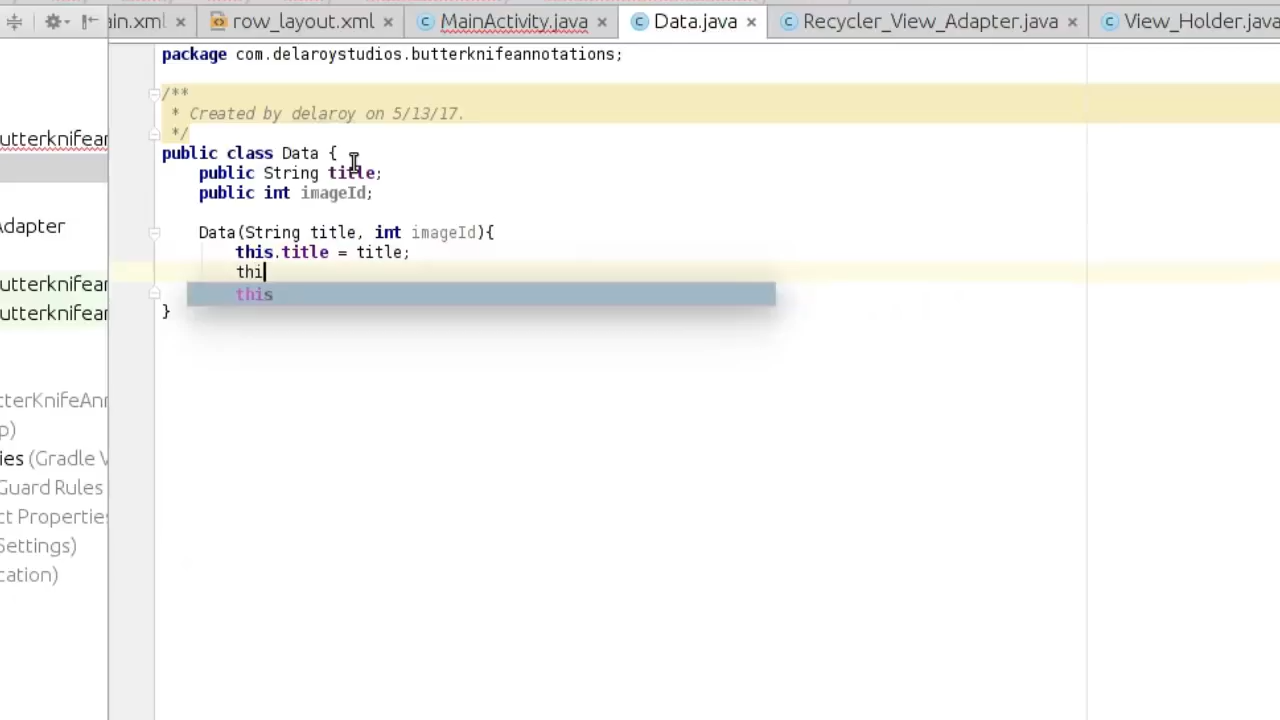 ain.xml row_layout.xml MainActivity.java Data.java Recycler_View_Adapter.java View_Holder.java
package com.delaroystudios.butterknifeannotations;
/**
* Created by delaroy on 5/13/17.
*/
public class Data {
public String title;
public int imageId;
Data(String title, int imageId){
this.title = title;
thi
this
}
utterknifear
Adapter
utterknifear
utterknifear
tterKnifeAnn
p)
ies (Gradle V
Guard Rules
ct Properties
Settings)
cation)